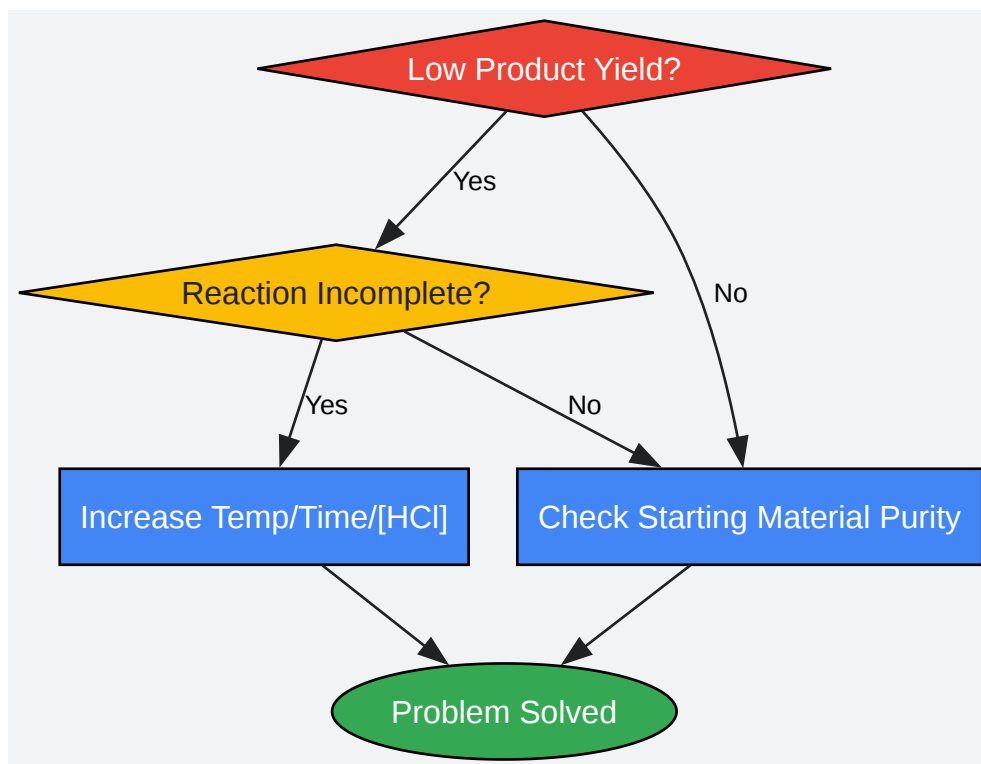 Low Product Yield?
Yes
Reaction Incomplete?
No
Yes
No
Increase Temp/Time/[HCl]
Check Starting Material Purity
Problem Solved